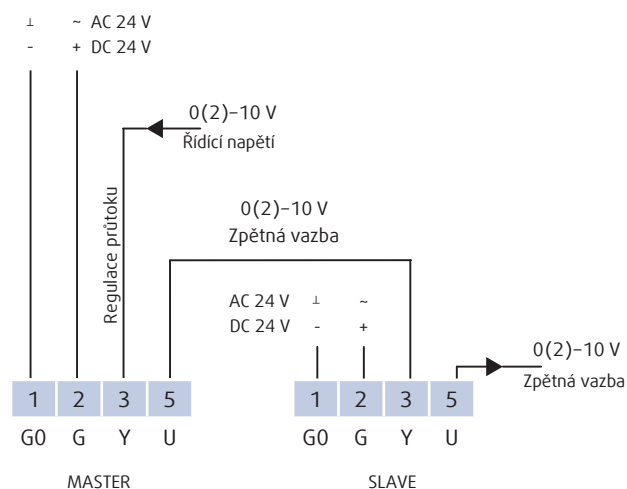 ⊥ ~ AC 24 V
- + DC 24 V
0(2)–10 V
Řídící napětí
Regulace průtoku
0(2)–10 V
Zpětná vazba
AC 24 V ⊥ ~
DC 24 V - +
0(2)–10 V
Zpětná vazba
1 2 3 5
G0 G Y U
MASTER
1 2 3 5
G0 G Y U
SLAVE